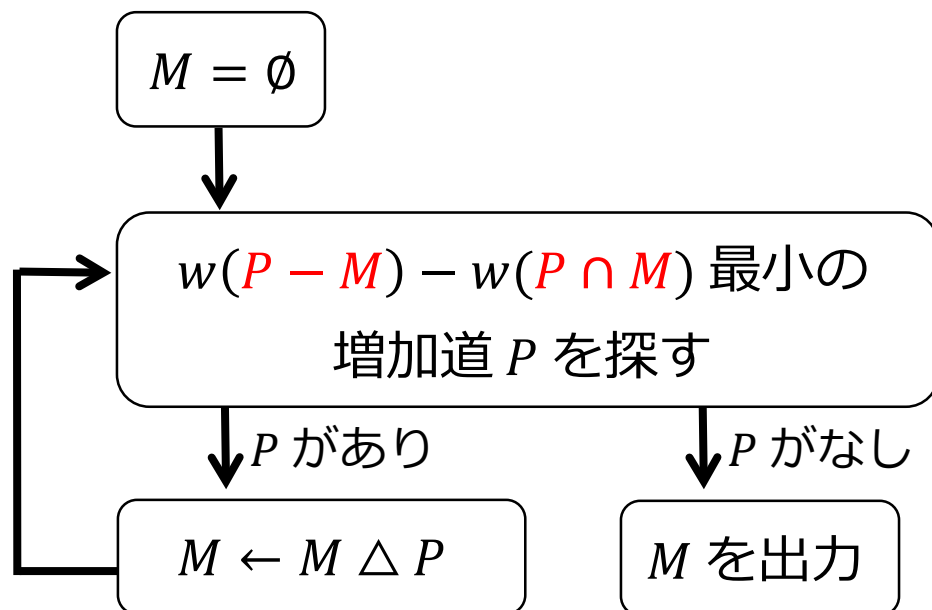 M = ∅
w(P − M) − w(P ∩ M) 最小の
増加道 P を探す
P があり
P がなし
M ← M △ P
M を出力